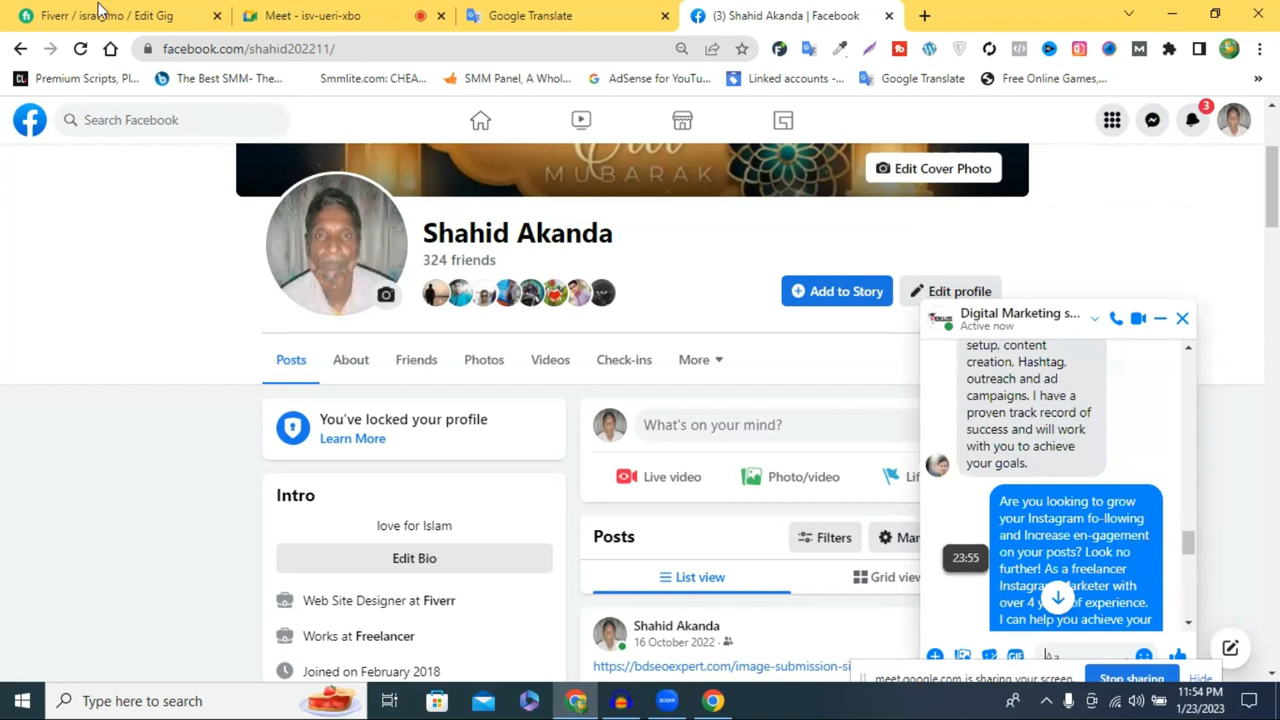 Fiverr / isra
mo / Edit Gig
Meet - isv-ueri-xbo
Google Translate
(3) Shahid Akanda | Facebook
facebook.com/shahid202211/
Premium Scripts, Pl...
The Best SMM- The...
Smmlite.com: CHEA...
SMM Panel, A Whol...
AdSense for YouTu...
Linked accounts -...
Google Translate
Free Online Games,...
Search Facebook
3
MUBARAK
Edit Cover Photo
Shahid Akanda
324 friends
Add to Story
Edit profile
Posts
About
Friends
Photos
Videos
Check-ins
More
You've locked your profile
Learn More
What's on your mind?
Live video
Photo/video
Intro
love for Islam
Edit Bio
Web Site Designer at Fiverr
Works at Freelancer
Joined on February 2018
Posts
Filters
List view
Grid view
Shahid Akanda
16 October 2022
https://bdseoexpert.com/image-submission-si
Digital Marketing s...
Active now
setup, content
creation, Hashtag,
outreach and ad
campaigns. I have a
proven track record of
success and will work
with you to achieve
your goals.
Are you looking to grow
your Instagram fo-llowing
and Increase en-gagement
on your posts? Look no
further! As a freelancer
Instagram Marketer with
over 4 years of experience.
I can help you achieve your
23:55
GIF
Aa
meet.google.com is sharing your screen.
Stop sharing
Hide
Type here to search
zoom
11:54 PM
1/23/2023